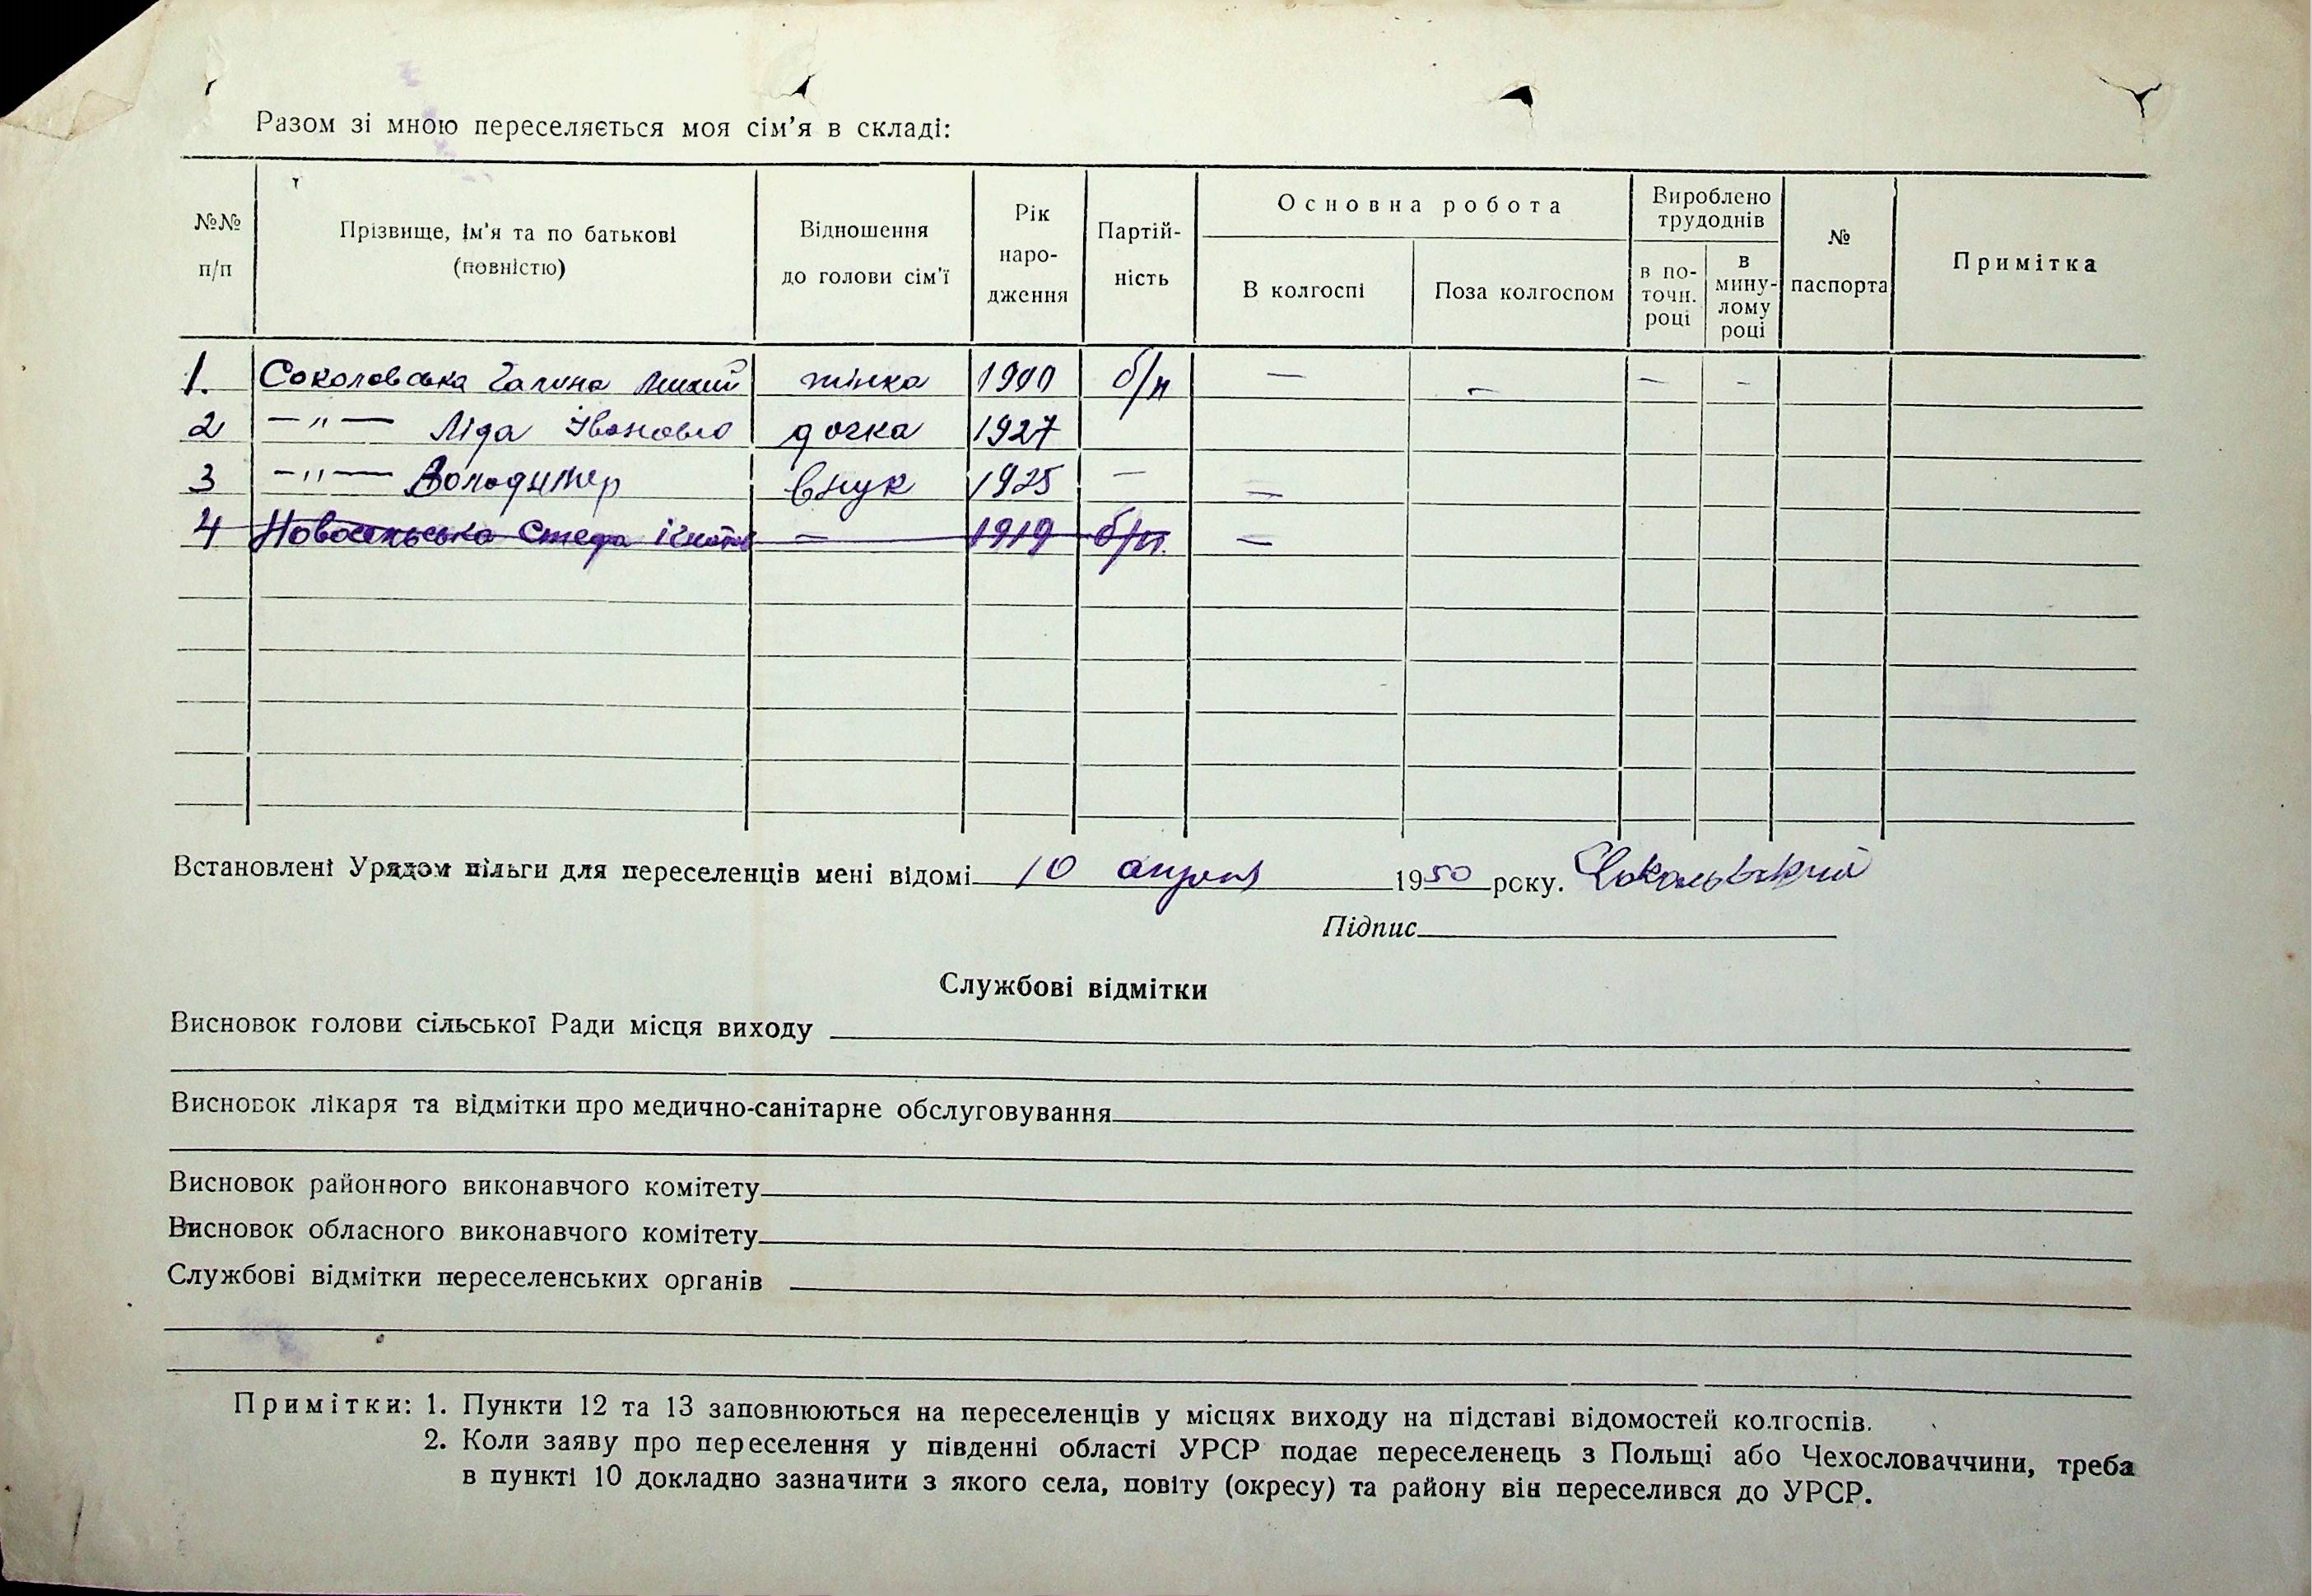 Разом зі мною переселяється моя сім'я в складі:
№№ п/п
Прізвище, ім'я та по батькові (повністю)
Відношення до голови сім'ї
Рік народження
Партійність
Основна робота
В колгоспі
Поза колгоспом
Вироблено трудоднів
в поточн. році
в минулому році
№ паспорта
Примітка
1. Соколовська Галина Михай жінка 1900 б/п — — — —
2 —"— Ліда Івановна дочка 1927
3 —"— Володимер внук 1925 — —
4 Стефа — 1919 б/п. —
Встановлені Урядом пільги для переселенців мені відомі 10 апреля 1950 року.
Підпис
Службові відмітки
Висновок голови сільської Ради місця виходу
Висновок лікаря та відмітки про медично-санітарне обслуговування
Висновок районного виконавчого комітету
Висновок обласного виконавчого комітету
Службові відмітки переселенських органів
Примітки: 1. Пункти 12 та 13 заповнюються на переселенців у місцях виходу на підставі відомостей колгоспів.
2. Коли заяву про переселення у південні області УРСР подає переселенець з Польщі або Чехословаччини, треба
в пункті 10 докладно зазначити з якого села, повіту (окресу) та району він переселився до УРСР.